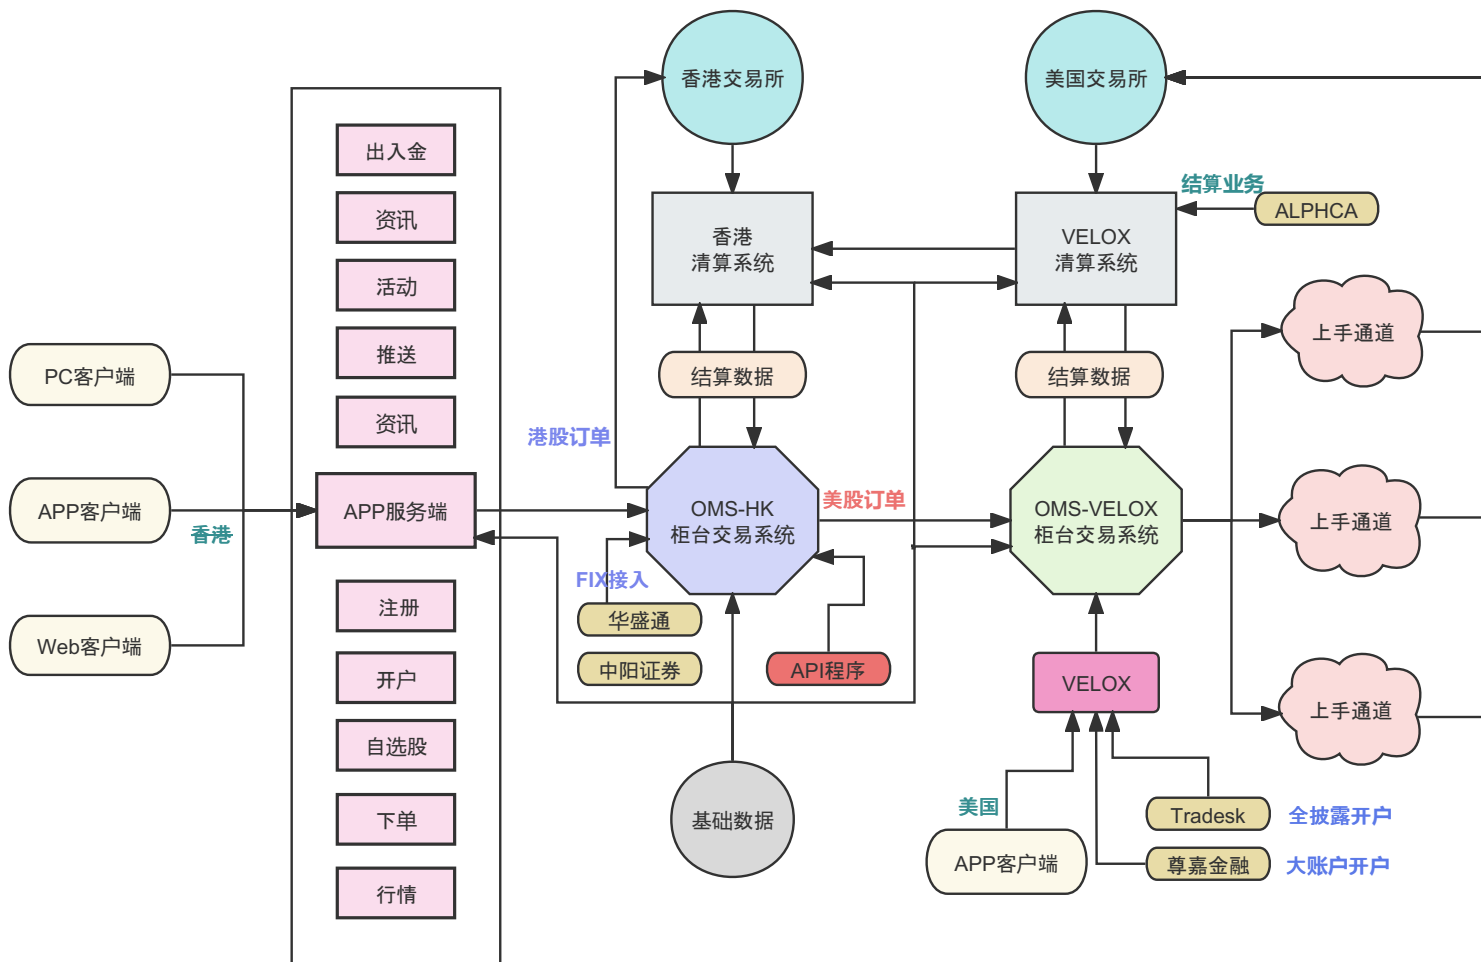 香港交易所
美国交易所
出入金
资讯
活动
推送
资讯
APP服务端
注册
开户
自选股
下单
行情
PC客户端
APP客户端
Web客户端
香港
香港
清算系统
VELOX
清算系统
结算业务
ALPHCA
结算数据
结算数据
上手通道
上手通道
上手通道
港股订单
OMS-HK
柜台交易系统
美股订单
OMS-VELOX
柜台交易系统
FIX接入
华盛通
中阳证券
API程序
VELOX
基础数据
美国
APP客户端
Tradesk
全披露开户
尊嘉金融
大账户开户